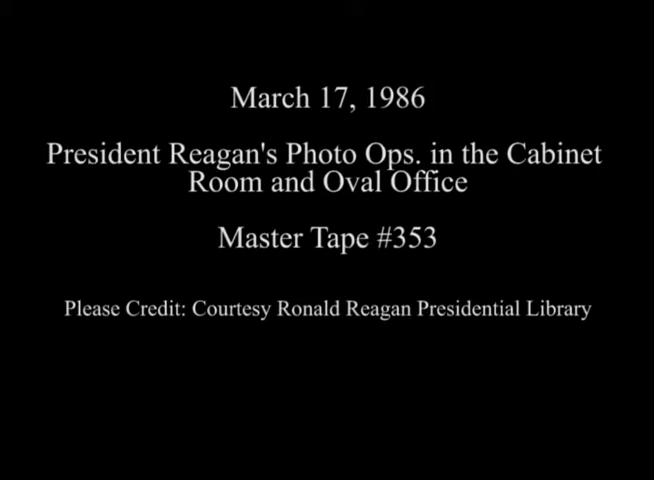 March 17, 1986
President Reagan's Photo Ops. in the Cabinet
Room and Oval Office
Master Tape #353
Please Credit: Courtesy Ronald Reagan Presidential Library